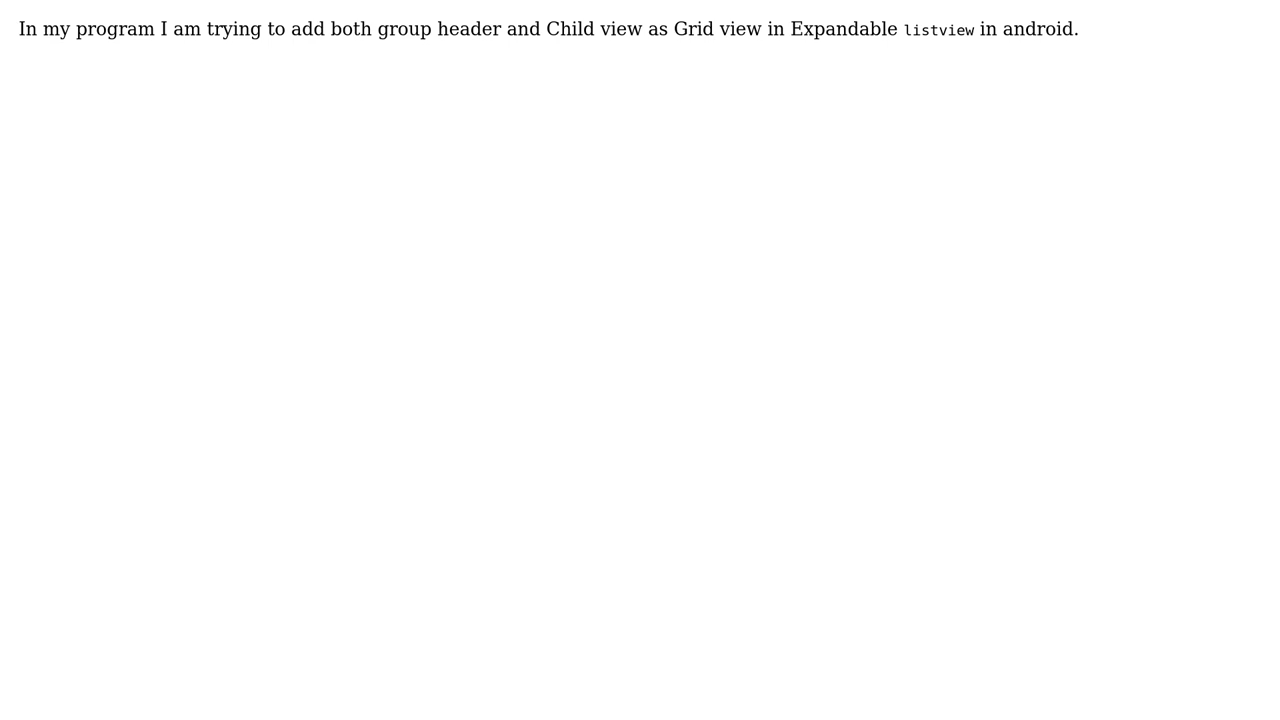 In my program I am trying to add both group header and Child view as Grid view in Expandable listview in android.